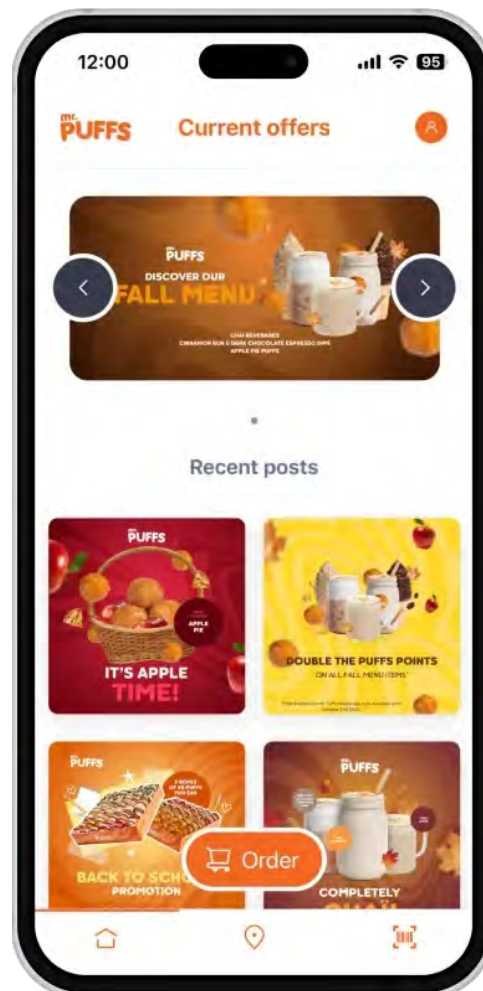 12:00
95
mr.
PUFFS
Current offers
PUFFS
DISCOVER OUR
FALL MENU
CHAI BEVERAGES
CINNAMON BUN & DARK CHOCOLATE ESPRESSO DIPS
APPLE PIE PUFFS
Recent posts
PUFFS
APPLE
PIE
IT'S APPLE
TIME!
DOUBLE THE PUFFS POINTS
ON ALL FALL MENU ITEMS*
PUFFS
2 BOXES
BACK TO SCHO
PROMOTION
PUFFS
COMPLETELY
Order